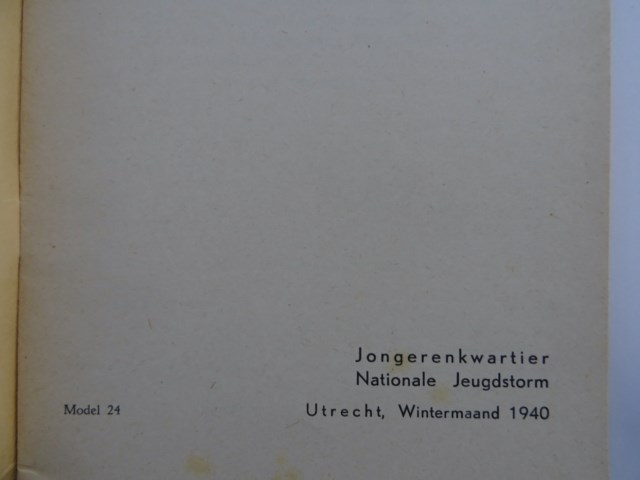 Jongerenkwartier
Nationale Jeugdstorm
Model 24
Utrecht, Wintermaand 1940